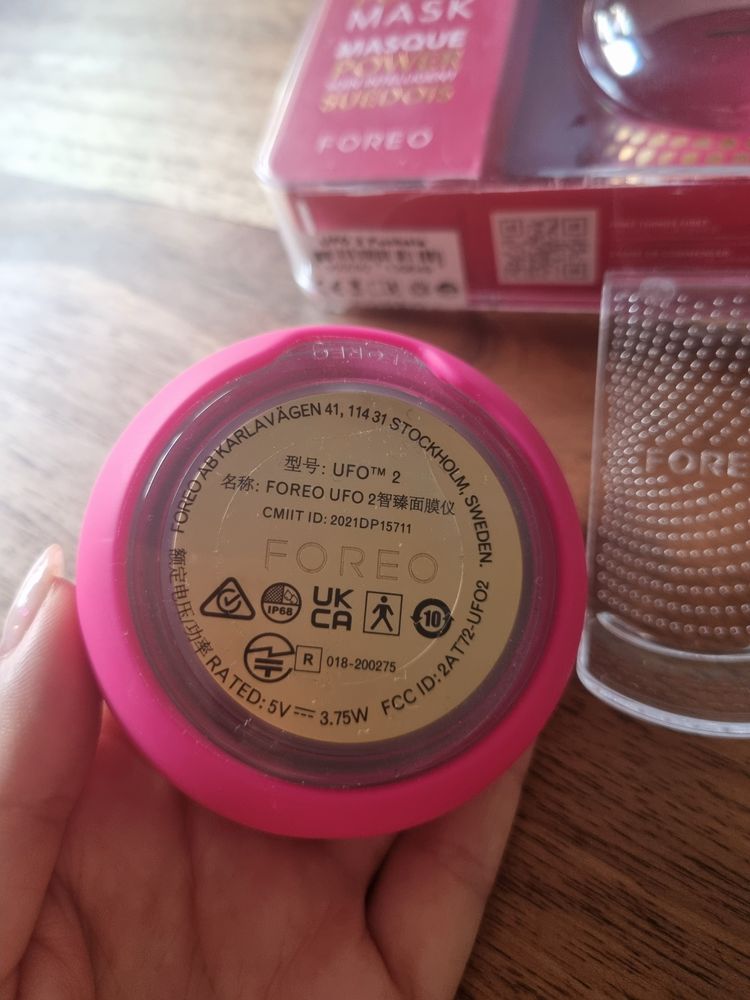 MASK
MASQUE
POWER
SUÉDOIS
FOREO
FOREO
FOREO AB KARLAVÄGEN 41, 114 31 STOCKHOLM, SWEDEN.
型号: UFO™ 2
名称: FOREO UFO 2智臻面膜仪
CMIIT ID: 2021DP15711
FOREO
IP68
UK
CA
10
R 018-200275
额定电压/功率 RATED: 5V⎓3.75W FCC ID: 2AT72-UFO2
FORE